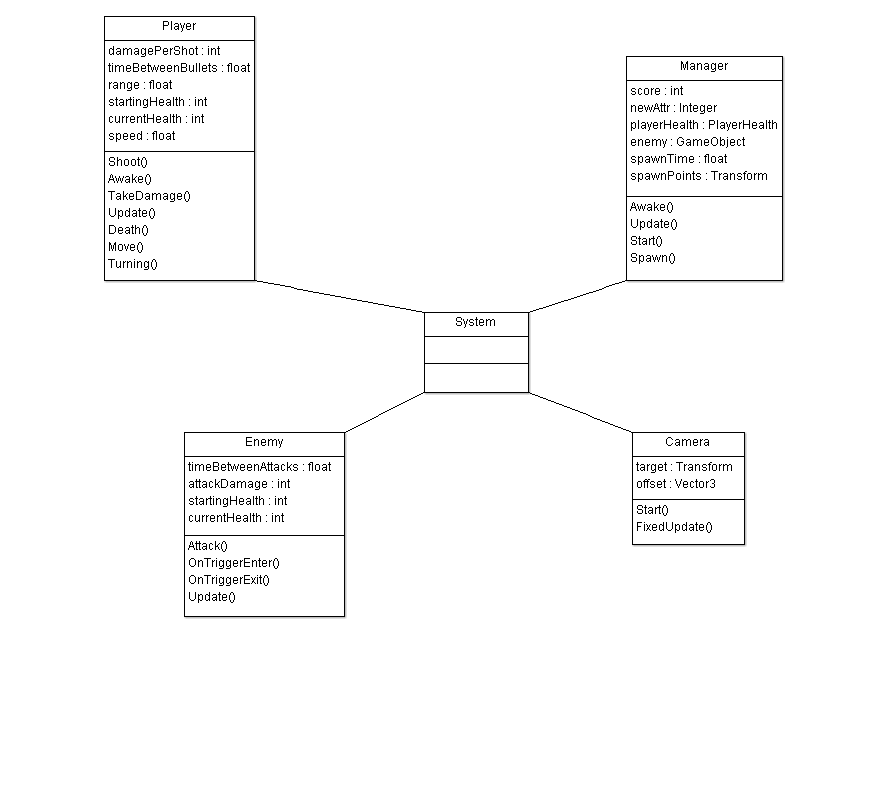 Player
damagePerShot : int
timeBetweenBullets : float
range : float
startingHealth : int
currentHealth : int
speed : float
Shoot()
Awake()
TakeDamage()
Update()
Death()
Move()
Turning()
Manager
score : int
newAttr : Integer
playerHealth : PlayerHealth
enemy : GameObject
spawnTime : float
spawnPoints : Transform
Awake()
Update()
Start()
Spawn()
System
Enemy
timeBetweenAttacks : float
attackDamage : int
startingHealth : int
currentHealth : int
Attack()
OnTriggerEnter()
OnTriggerExit()
Update()
Camera
target : Transform
offset : Vector3
Start()
FixedUpdate()